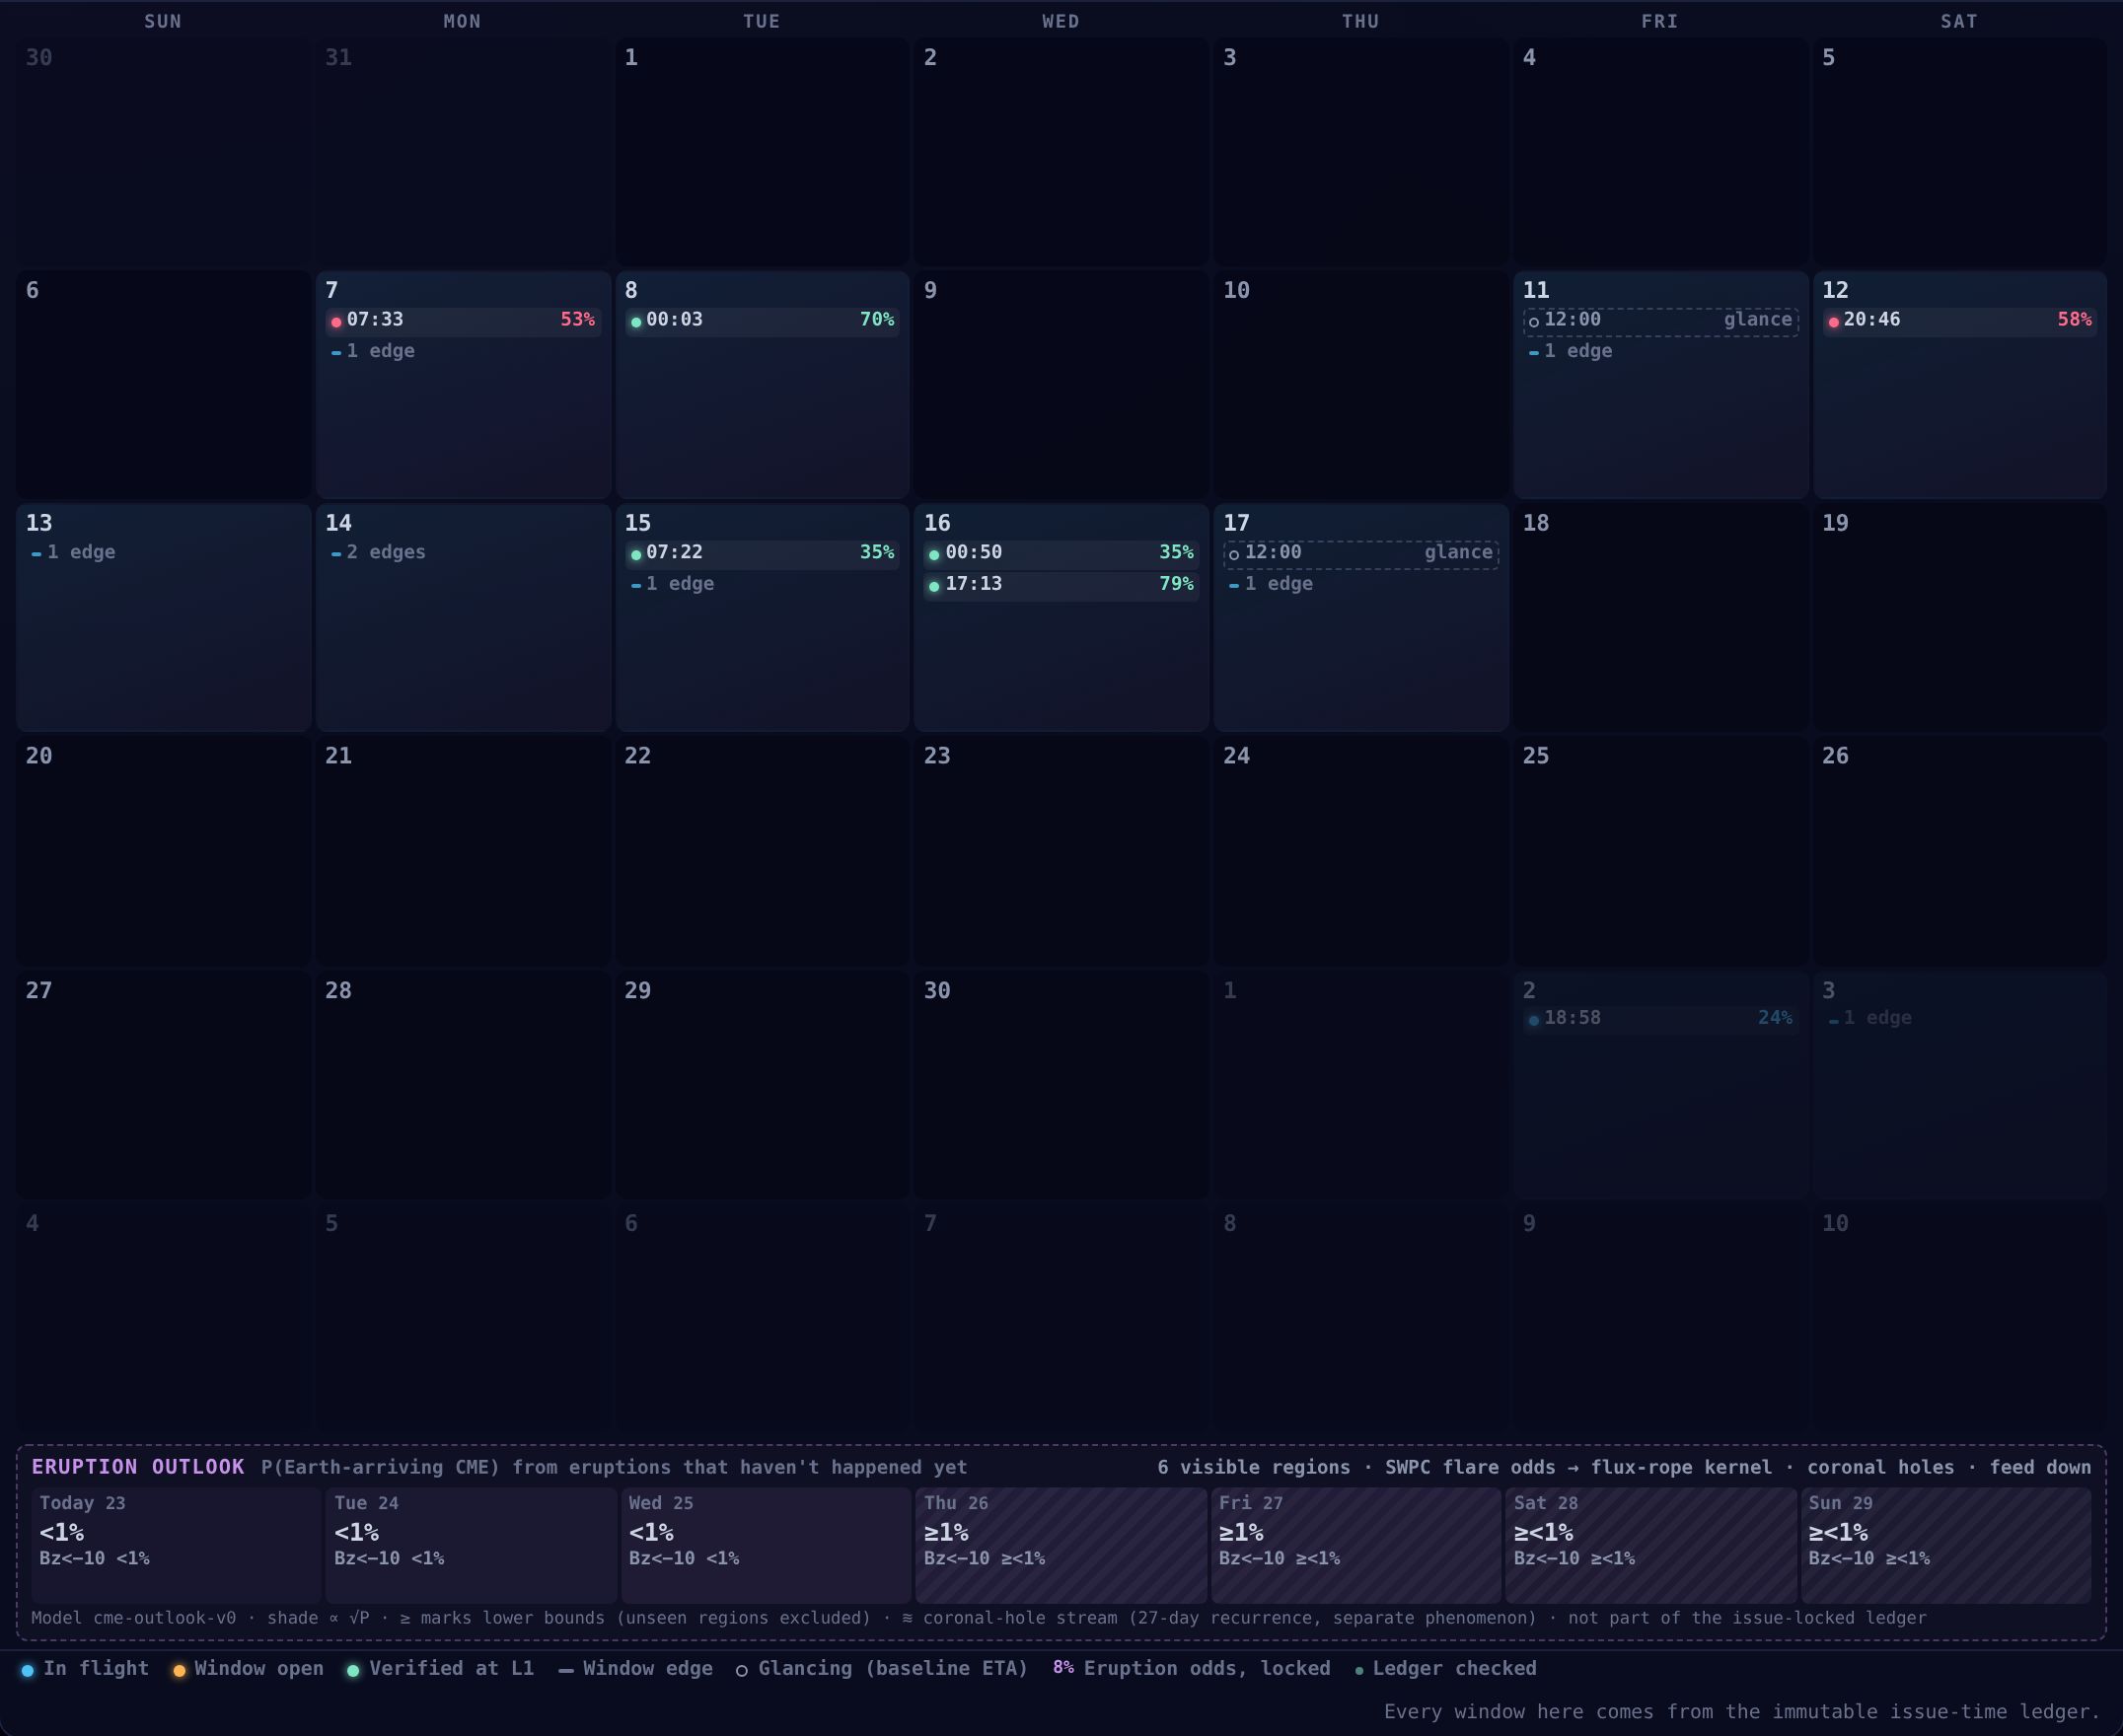 SUN MON TUE WED THU FRI SAT
30 31 1 2 3 4 5
6 7 8 9 10 11 12
07:33 53% 00:03 70% 12:00 glance 20:46 58%
1 edge 1 edge
13 14 15 16 17 18 19
1 edge 2 edges 07:22 35% 00:50 35% 12:00 glance
1 edge 17:13 79% 1 edge
20 21 22 23 24 25 26
27 28 29 30 1 2 3
18:58 24% 1 edge
4 5 6 7 8 9 10
ERUPTION OUTLOOK P(Earth-arriving CME) from eruptions that haven't happened yet 6 visible regions · SWPC flare odds → flux-rope kernel · coronal holes · feed down
Today 23 Tue 24 Wed 25 Thu 26 Fri 27 Sat 28 Sun 29
<1% <1% <1% ≥1% ≥1% ≥<1% ≥<1%
Bz<−10 <1% Bz<−10 <1% Bz<−10 <1% Bz<−10 ≥<1% Bz<−10 ≥<1% Bz<−10 ≥<1% Bz<−10 ≥<1%
Model cme-outlook-v0 · shade ∝ √P · ≥ marks lower bounds (unseen regions excluded) · ≋ coronal-hole stream (27-day recurrence, separate phenomenon) · not part of the issue-locked ledger
In flight Window open Verified at L1 Window edge Glancing (baseline ETA) 8% Eruption odds, locked Ledger checked
Every window here comes from the immutable issue-time ledger.